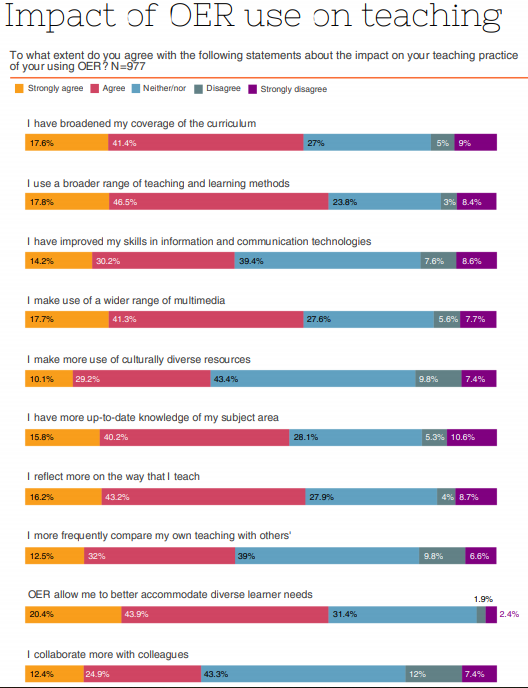 Impact of OER use on teaching
To what extent do you agree with the following statements about the impact on your teaching practice
of your using OER? N=977
Strongly agree Agree Neither/nor Disagree Strongly disagree
I have broadened my coverage of the curriculum
17.6% 41.4% 27% 5% 9%
I use a broader range of teaching and learning methods
17.8% 46.5% 23.8% 3% 8.4%
I have improved my skills in information and communication technologies
14.2% 30.2% 39.4% 7.6% 8.6%
I make use of a wider range of multimedia
17.7% 41.3% 27.6% 5.6% 7.7%
I make more use of culturally diverse resources
10.1% 29.2% 43.4% 9.8% 7.4%
I have more up-to-date knowledge of my subject area
15.8% 40.2% 28.1% 5.3% 10.6%
I reflect more on the way that I teach
16.2% 43.2% 27.9% 4% 8.7%
I more frequently compare my own teaching with others'
12.5% 32% 39% 9.8% 6.6%
OER allow me to better accommodate diverse learner needs
1.9%
20.4% 43.9% 31.4% 2.4%
I collaborate more with colleagues
12.4% 24.9% 43.3% 12% 7.4%